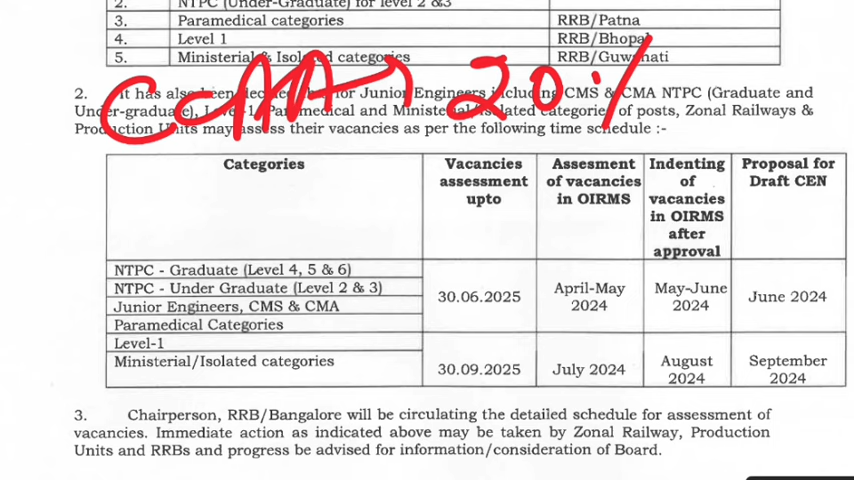 2. NTPC (Under-Graduate) for level 2 &3
3. Paramedical categories RRB/Patna
4. Level 1 RRB/Bhopal
5. Ministerial & Isolated categories RRB/Guwahati
2. It has also been for Junior Engineers including CMS & CMA NTPC (Graduate and
Under-graduate), Paramedical and Ministerial/Isolated categories of posts, Zonal Railways &
Production Units may assess their vacancies as per the following time schedule :-
20%
Categories
Vacancies assessment upto
Assesment of vacancies in OIRMS
Indenting of vacancies in OIRMS after approval
Proposal for Draft CEN
NTPC - Graduate (Level 4, 5 & 6)
NTPC - Under Graduate (Level 2 & 3)
Junior Engineers, CMS & CMA
Paramedical Categories
30.06.2025
April-May 2024
May-June 2024
June 2024
Level-1
Ministerial/Isolated categories
30.09.2025
July 2024
August 2024
September 2024
3. Chairperson, RRB/Bangalore will be circulating the detailed schedule for assessment of
vacancies. Immediate action as indicated above may be taken by Zonal Railway, Production
Units and RRBs and progress be advised for information/consideration of Board.